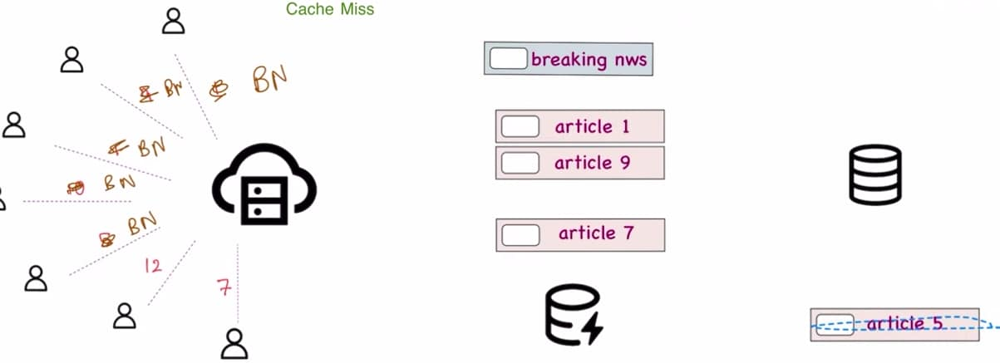 Cache Miss
BN
BN
BN
BN
BN
12
7
breaking nws
article 1
article 9
article 7
article 5